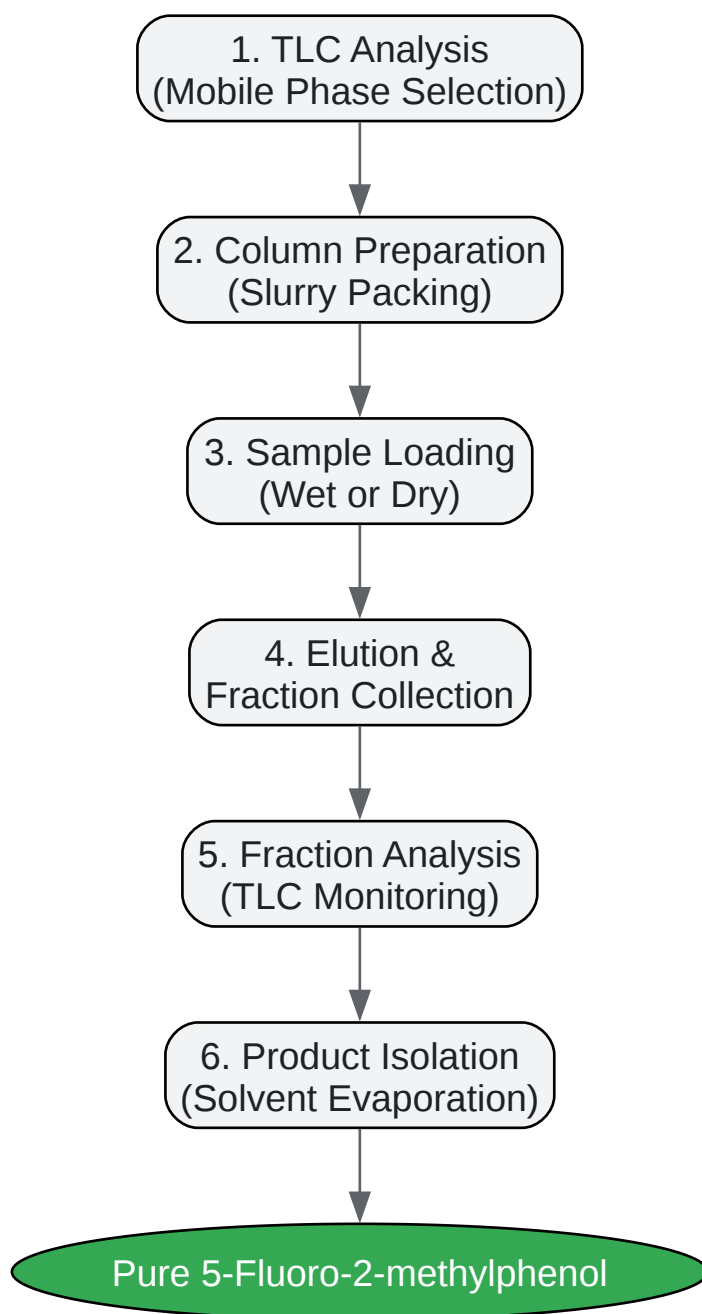 1. TLC Analysis
(Mobile Phase Selection)
2. Column Preparation
(Slurry Packing)
3. Sample Loading
(Wet or Dry)
4. Elution &
Fraction Collection
5. Fraction Analysis
(TLC Monitoring)
6. Product Isolation
(Solvent Evaporation)
Pure 5-Fluoro-2-methylphenol